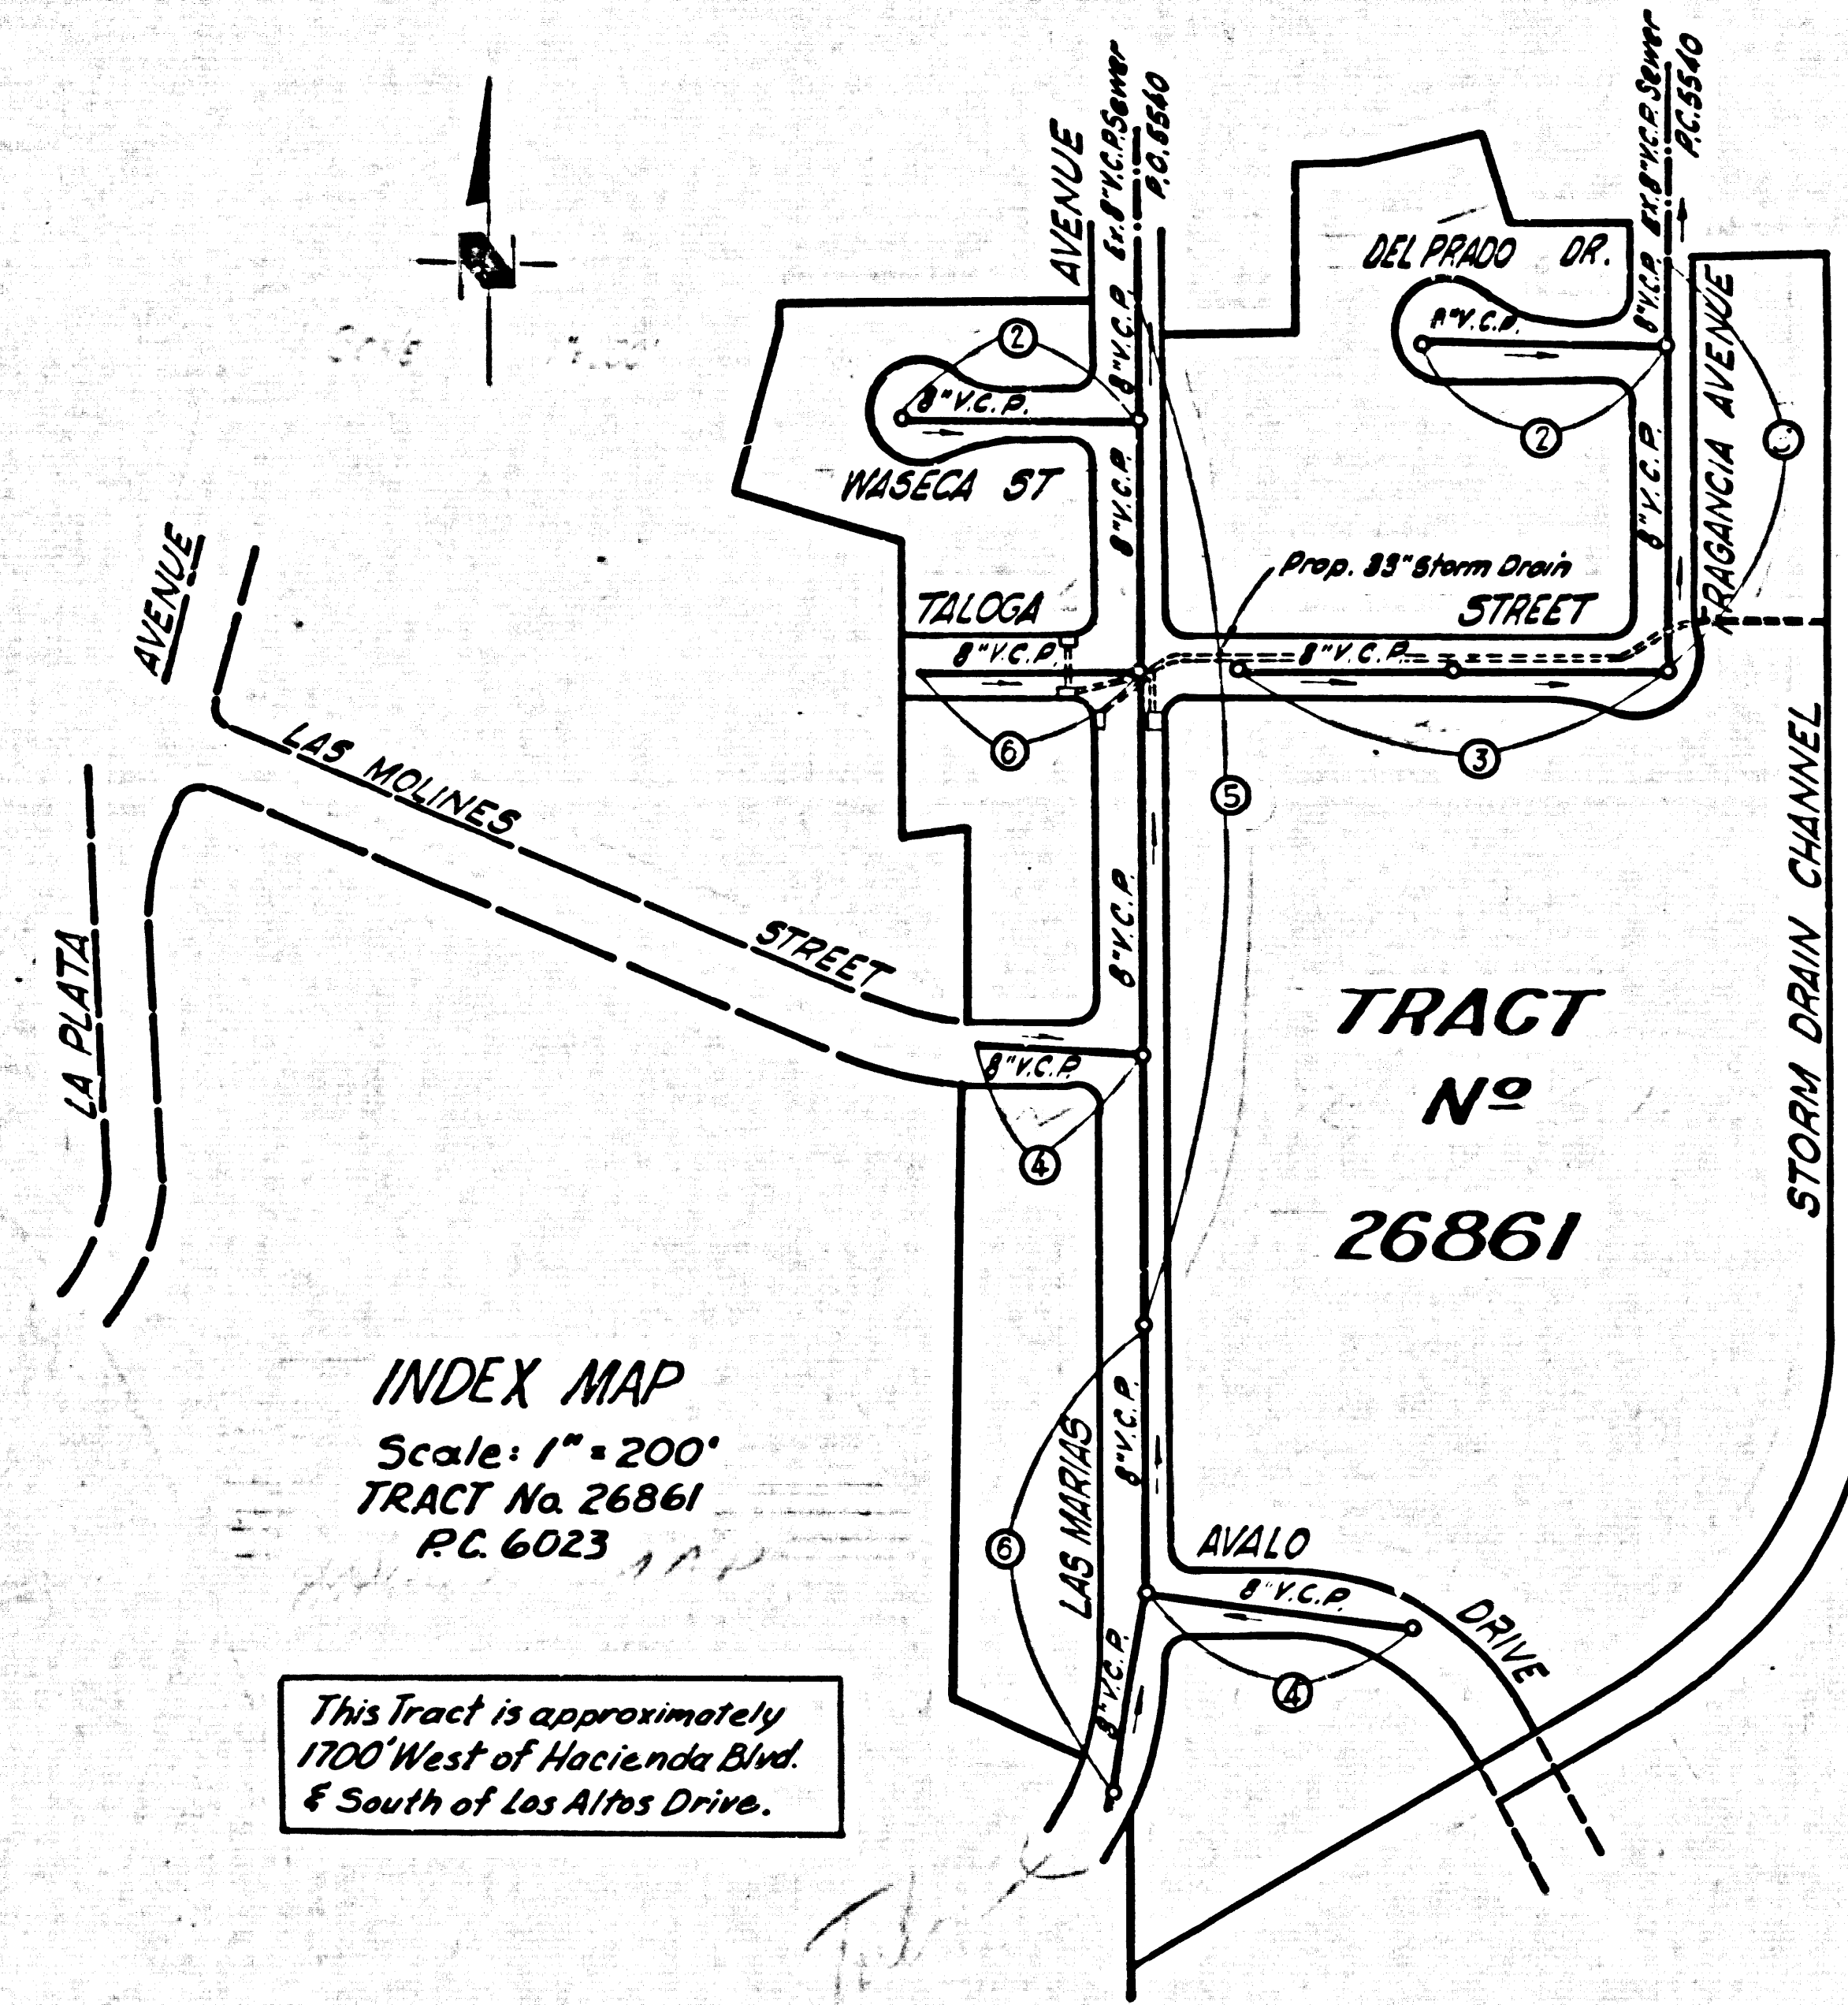 AVENUE
Ex. 8" V.C.P. Sewer
P.C. 5540
Ex. 8" V.C.P. Sewer
P.C. 5540
DEL PRADO DR.
8" V.C.P.
8" V.C.P.
8" V.C.P.
2
8" V.C.P.
2
WASECA ST
8" V.C.P.
8" V.C.P.
FRAGANCIA AVENUE
Prop. 33" Storm Drain
TALOGA
STREET
8" V.C.P.
8" V.C.P.
6
3
5
AVENUE
LAS MOLINES
STREET
LA PLATA
8" V.C.P.
8" V.C.P.
4
TRACT
Nº
26861
STORM DRAIN CHANNEL
INDEX MAP
Scale: 1" = 200'
TRACT No. 26861
P.C. 6023
8" V.C.P.
LAS MARIAS
6
AVALO
DRIVE
8" V.C.P.
8" V.C.P.
4
This Tract is approximately
1700' West of Hacienda Blvd.
& South of Los Altos Drive.